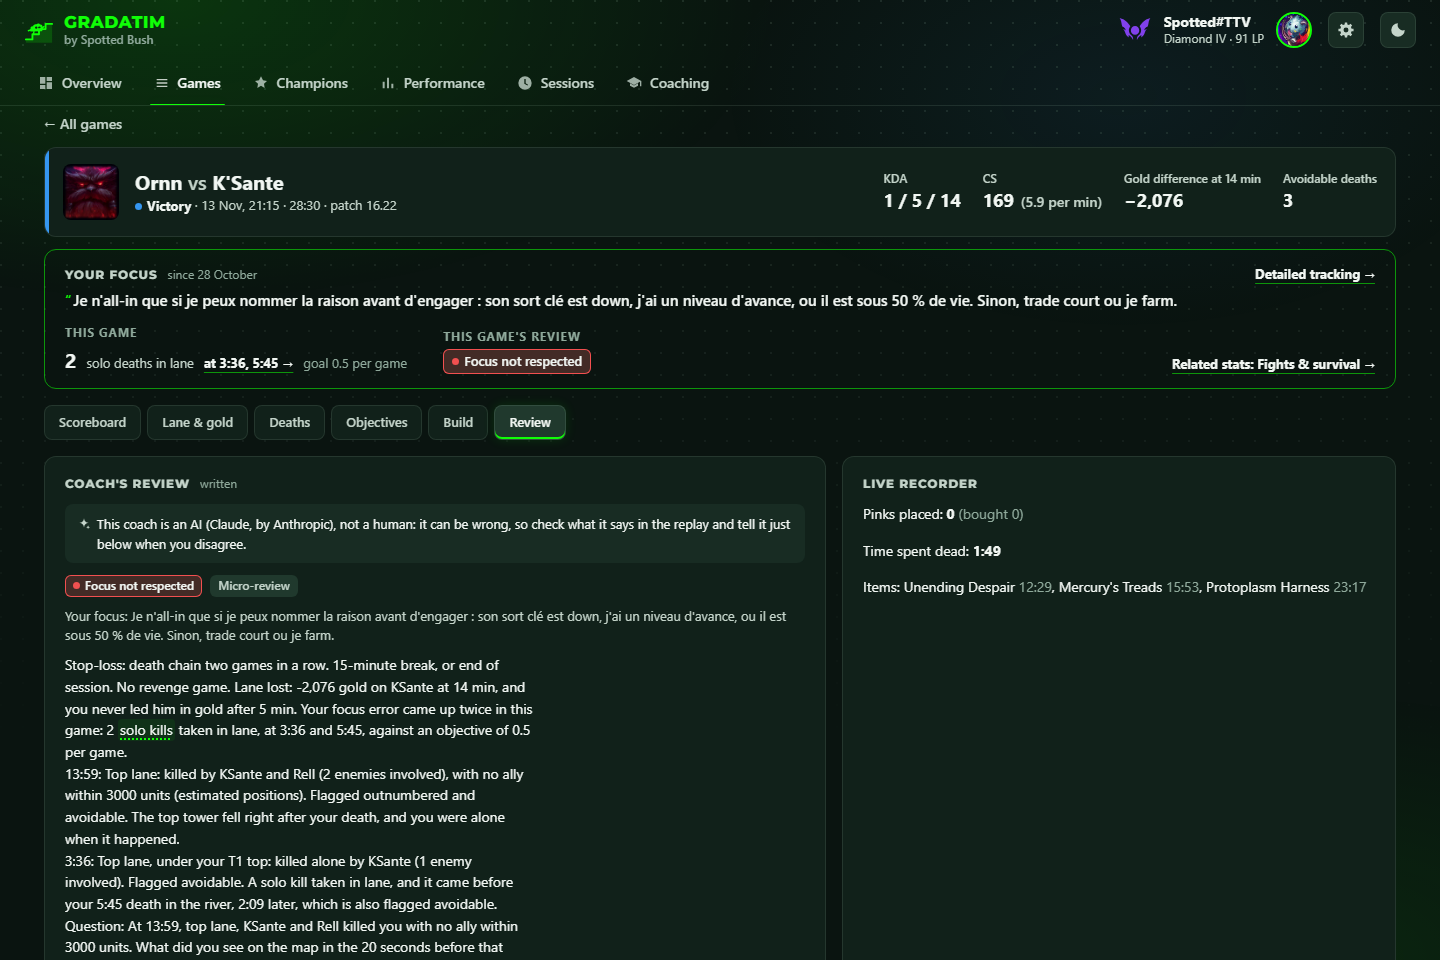 GRADATIM
by Spotted Bush
Spotted#TTV
Diamond IV · 91 LP
Overview
Games
Champions
Performance
Sessions
Coaching
← All games
Ornn vs K'Sante
Victory · 13 Nov, 21:15 · 28:30 · patch 16.22
KDA
1 / 5 / 14
CS
169 (5.9 per min)
Gold difference at 14 min
−2,076
Avoidable deaths
3
YOUR FOCUS since 28 October
Detailed tracking →
“ Je n'all-in que si je peux nommer la raison avant d'engager : son sort clé est down, j'ai un niveau d'avance, ou il est sous 50 % de vie. Sinon, trade court ou je farm.
THIS GAME
2 solo deaths in lane at 3:36, 5:45 → goal 0.5 per game
THIS GAME'S REVIEW
Focus not respected
Related stats: Fights & survival →
Scoreboard
Lane & gold
Deaths
Objectives
Build
Review
COACH'S REVIEW written
This coach is an AI (Claude, by Anthropic), not a human: it can be wrong, so check what it says in the replay and tell it just
below when you disagree.
Focus not respected
Micro-review
Your focus: Je n'all-in que si je peux nommer la raison avant d'engager : son sort clé est down, j'ai un niveau d'avance, ou il est
sous 50 % de vie. Sinon, trade court ou je farm.
Stop-loss: death chain two games in a row. 15-minute break, or end of
session. No revenge game. Lane lost: -2,076 gold on KSante at 14 min, and
you never led him in gold after 5 min. Your focus error came up twice in this
game: 2 solo kills taken in lane, at 3:36 and 5:45, against an objective of 0.5
per game.
13:59: Top lane: killed by KSante and Rell (2 enemies involved), with no ally
within 3000 units (estimated positions). Flagged outnumbered and
avoidable. The top tower fell right after your death, and you were alone
when it happened.
3:36: Top lane, under your T1 top: killed alone by KSante (1 enemy
involved). Flagged avoidable. A solo kill taken in lane, and it came before
your 5:45 death in the river, 2:09 later, which is also flagged avoidable.
Question: At 13:59, top lane, KSante and Rell killed you with no ally within
3000 units. What did you see on the map in the 20 seconds before that
LIVE RECORDER
Pinks placed: 0 (bought 0)
Time spent dead: 1:49
Items: Unending Despair 12:29, Mercury's Treads 15:53, Protoplasm Harness 23:17